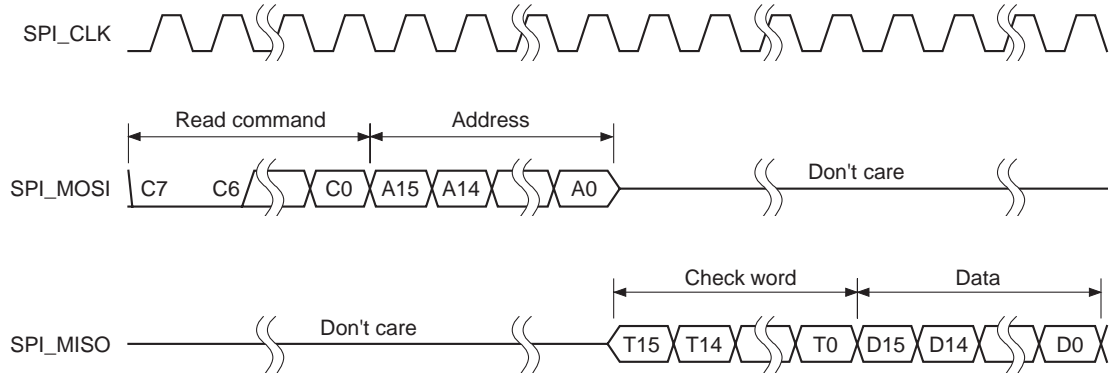 SPI_CLK
Read command Address
SPI_MOSI C7 C6 C0 A15 A14 A0 Don't care
Check word Data
SPI_MISO Don't care T15 T14 T0 D15 D14 D0